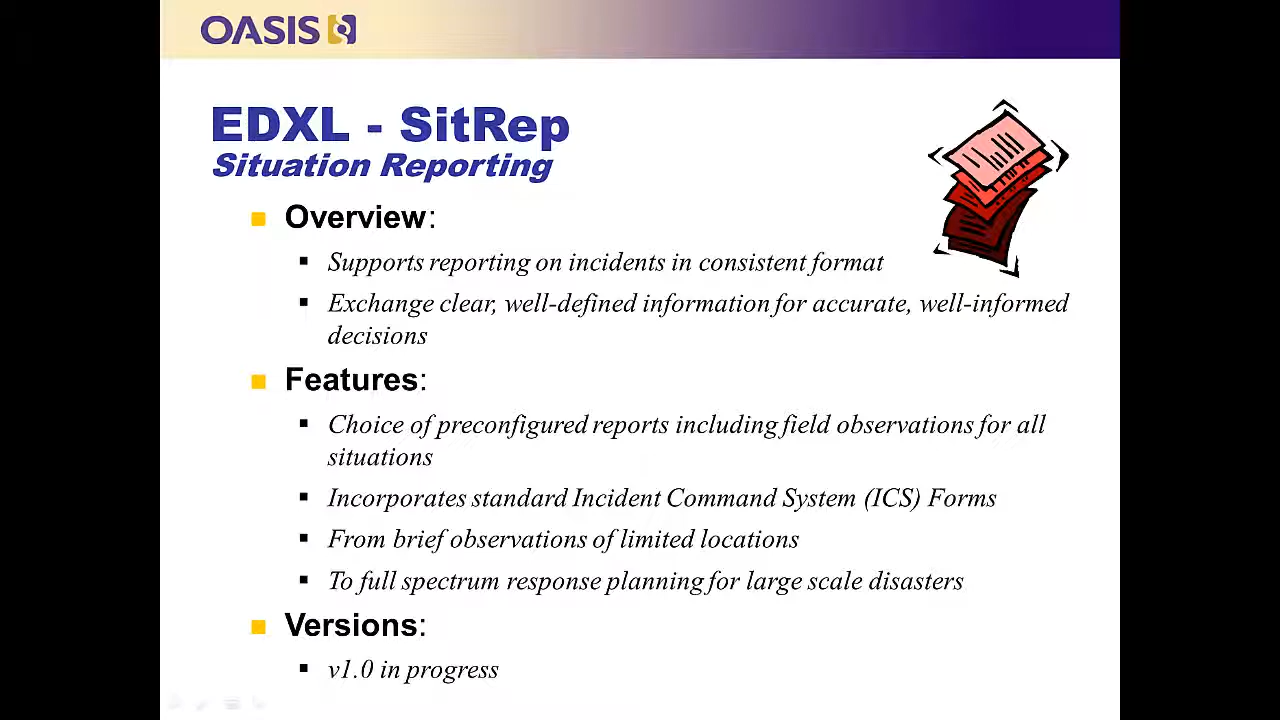 OASIS
EDXL - SitRep
Situation Reporting
Overview:
Supports reporting on incidents in consistent format
Exchange clear, well-defined information for accurate, well-informed
decisions
Features:
Choice of preconfigured reports including field observations for all
situations
Incorporates standard Incident Command System (ICS) Forms
From brief observations of limited locations
To full spectrum response planning for large scale disasters
Versions:
v1.0 in progress